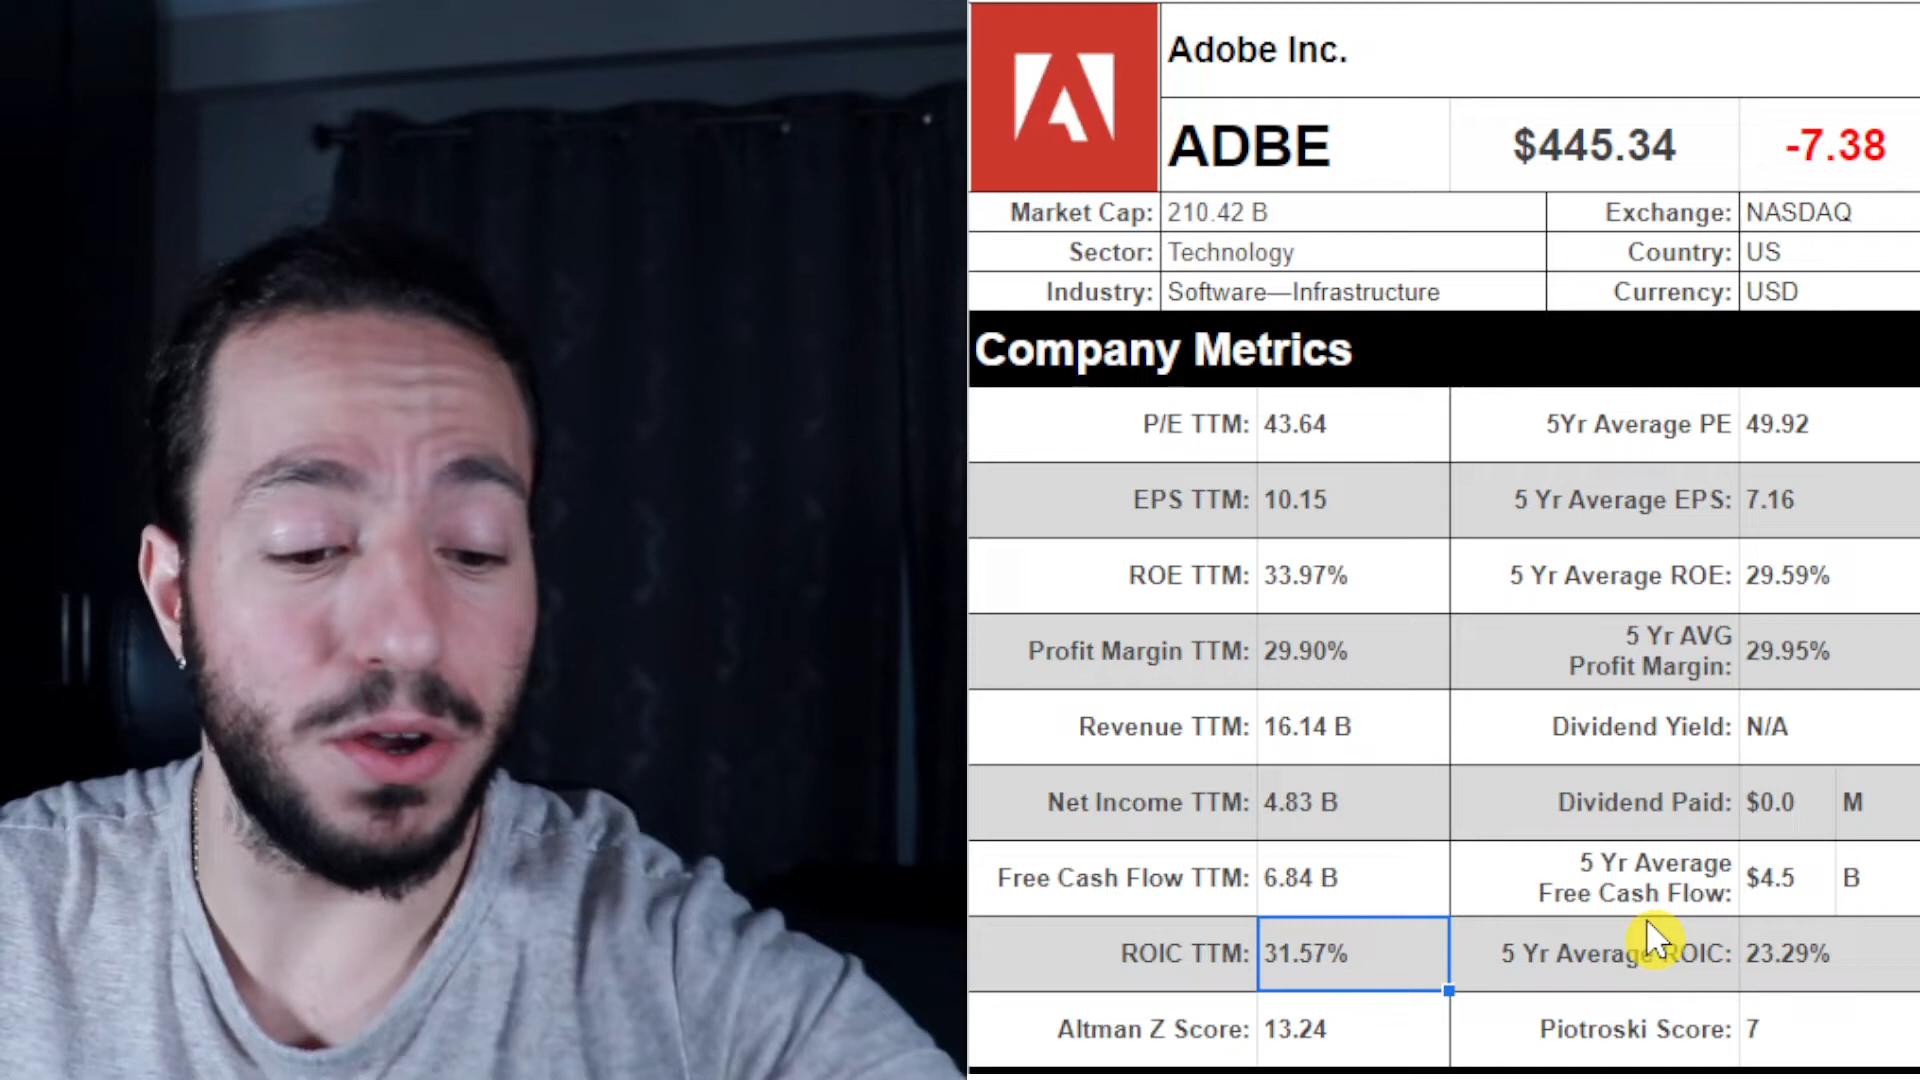 Adobe Inc.
ADBE $445.34 -7.38
Market Cap: 210.42 B Exchange: NASDAQ
Sector: Technology Country: US
Industry: Software—Infrastructure Currency: USD
Company Metrics
P/E TTM: 43.64 5Yr Average PE 49.92
EPS TTM: 10.15 5 Yr Average EPS: 7.16
ROE TTM: 33.97% 5 Yr Average ROE: 29.59%
Profit Margin TTM: 29.90% 5 Yr AVG
Profit Margin: 29.95%
Revenue TTM: 16.14 B Dividend Yield: N/A
Net Income TTM: 4.83 B Dividend Paid: $0.0 M
Free Cash Flow TTM: 6.84 B 5 Yr Average
Free Cash Flow: $4.5 B
ROIC TTM: 31.57% 5 Yr Average ROIC: 23.29%
Altman Z Score: 13.24 Piotroski Score: 7